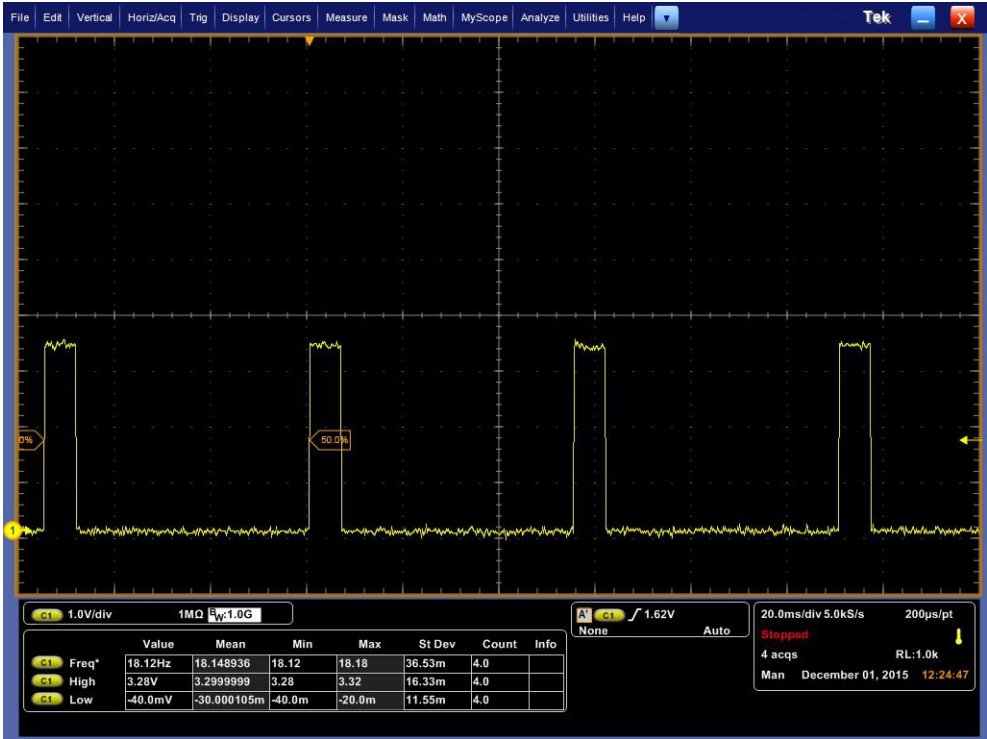 File Edit Vertical Horiz/Acq Trig Display Cursors Measure Mask Math MyScope Analyze Utilities Help Tek X
0% 50.0%
1
C1 1.0V/div 1MΩ BW:1.0G
A' C1 1.62V
None Auto
20.0ms/div 5.0kS/s 200µs/pt
Stopped
4 acqs RL:1.0k
Man December 01, 2015 12:24:47
Value Mean Min Max St Dev Count Info
C1 Freq* 18.12Hz 18.148936 18.12 18.18 36.53m 4.0
C1 High 3.28V 3.2999999 3.28 3.32 16.33m 4.0
C1 Low -40.0mV -30.000105m -40.0m -20.0m 11.55m 4.0